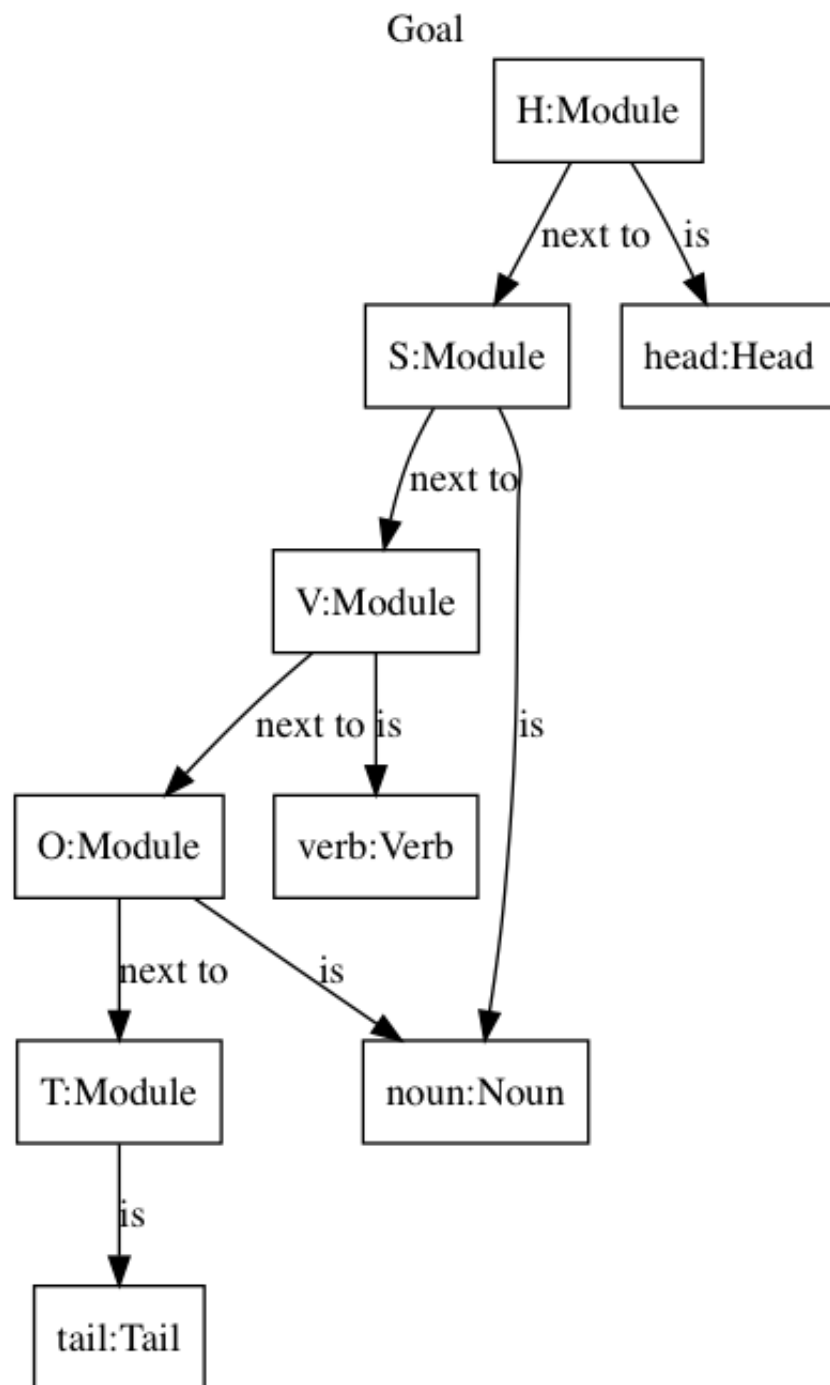 Goal
H:Module
next to
is
S:Module
head:Head
next to
V:Module
next to
is
is
O:Module
verb:Verb
next to
is
T:Module
noun:Noun
is
tail:Tail